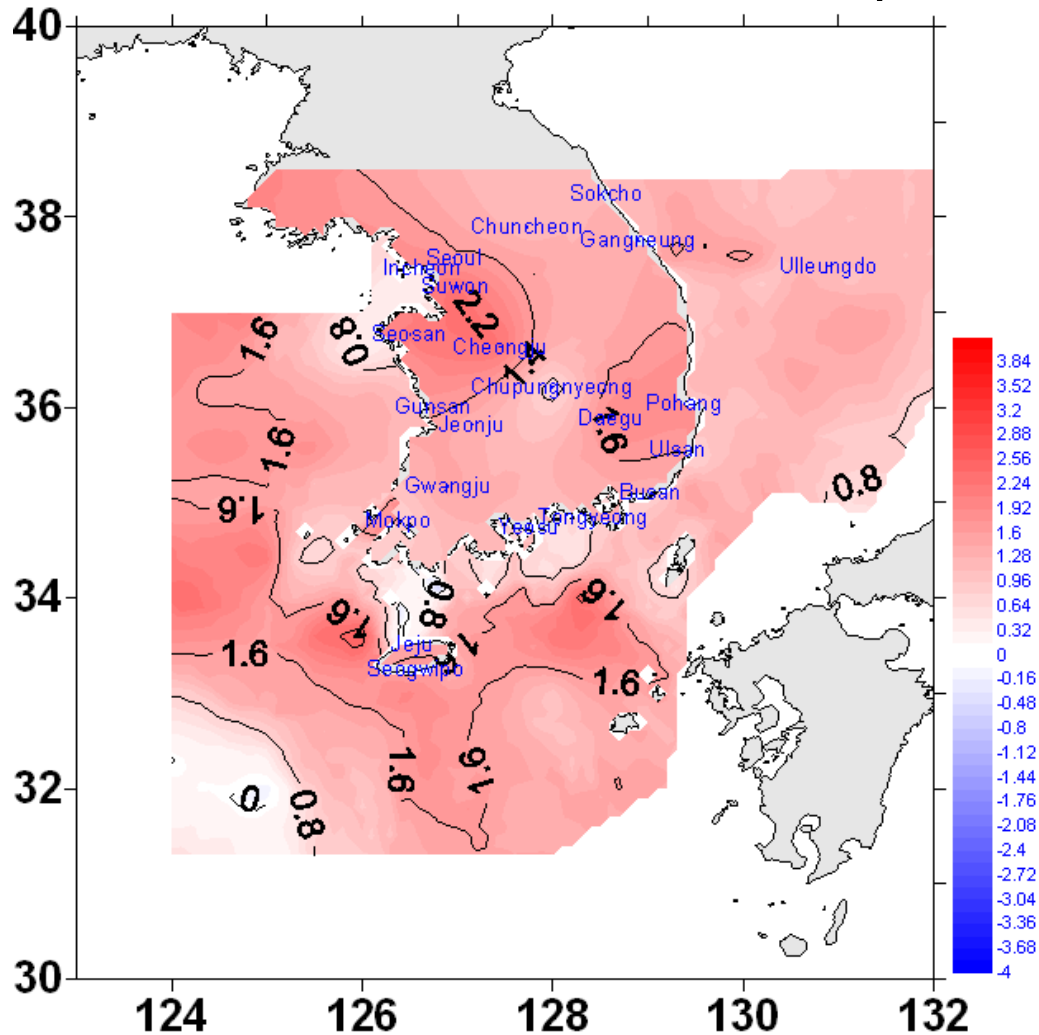 40
38
36
34
32
30
124
126
128
130
132
Sokcho
Chuncheon
Gangneung
Seoul
Incheon
Ulleungdo
Suwon
2.2
1.6
0.8
Seosan
Cheongju
1.4
Chupungnyeong
Gunsan
Pohang
Daegu
Jeonju
1.6
1.6
Ulsan
Gwangju
Busan
0.8
1.6
Mokpo
Tongyeong
Yeosu
0.8
1.6
1.6
Jeju
1.6
Seogwipo
1.6
1.6
1.6
0
0.8
3.84
3.52
3.2
2.88
2.56
2.24
1.92
1.6
1.28
0.96
0.64
0.32
0
-0.16
-0.48
-0.8
-1.12
-1.44
-1.76
-2.08
-2.4
-2.72
-3.04
-3.36
-3.68
-4